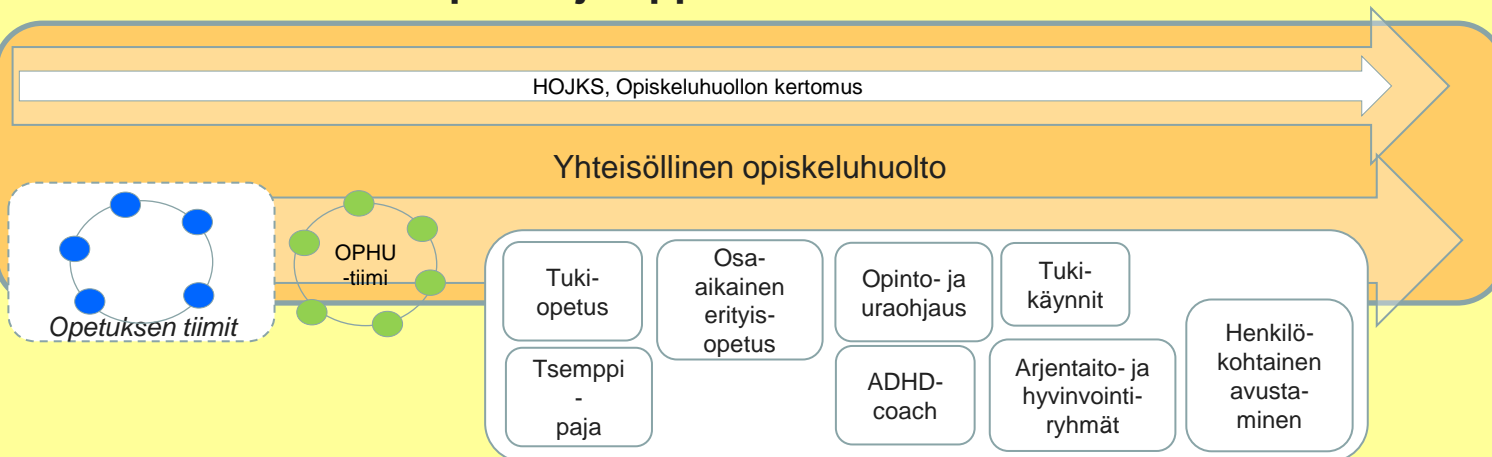 HOJKS, Opiskeluhuollon kertomus
Yhteisöllinen opiskeluhuolto
Opetuksen tiimit
OPHU
-tiimi
Tuki-
opetus
Osa-
aikainen
erityis-
opetus
Opinto- ja
uraohjaus
Tuki-
käynnit
Tsemppi
-
paja
ADHD-
coach
Arjentaito- ja
hyvinvointi-
ryhmät
Henkilö-
kohtainen
avusta-
minen